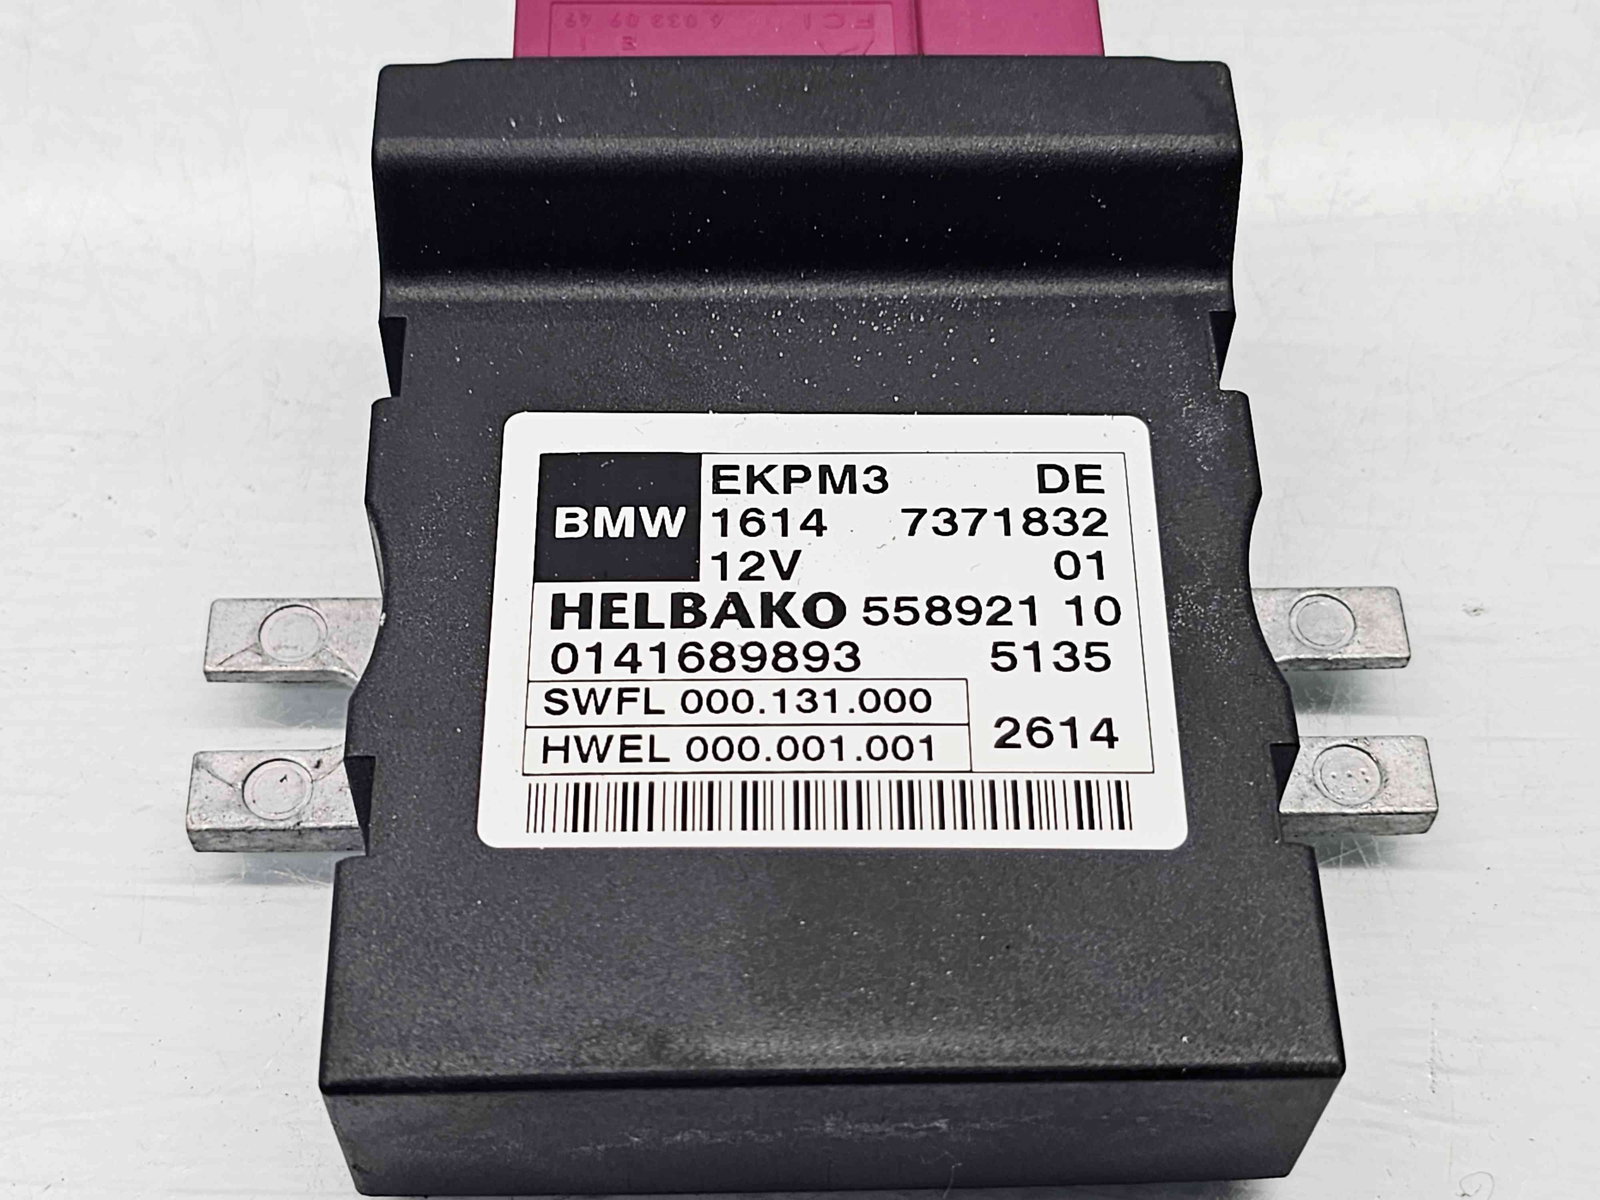 FCI
EKPM3 DE
BMW 1614 7371832
12V 01
HELBAKO 558921 10
0141689893 5135
SWFL 000.131.000
2614
HWEL 000.001.001